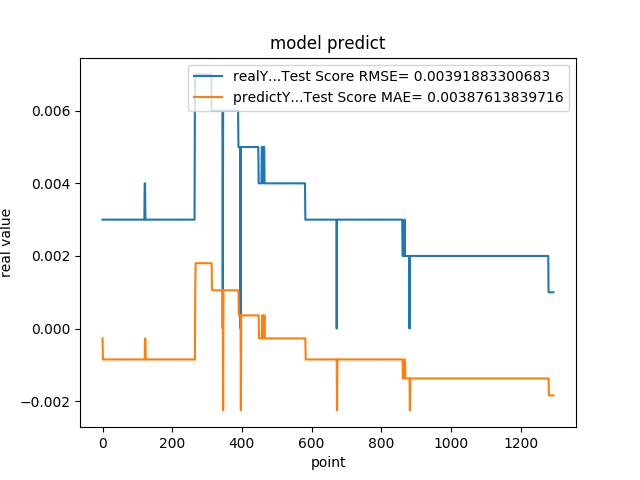 model predict
realY...Test Score RMSE= 0.00391883300683
predictY...Test Score MAE= 0.00387613839716
real value
0.006
0.004
0.002
0.000
−0.002
0 200 400 600 800 1000 1200
point